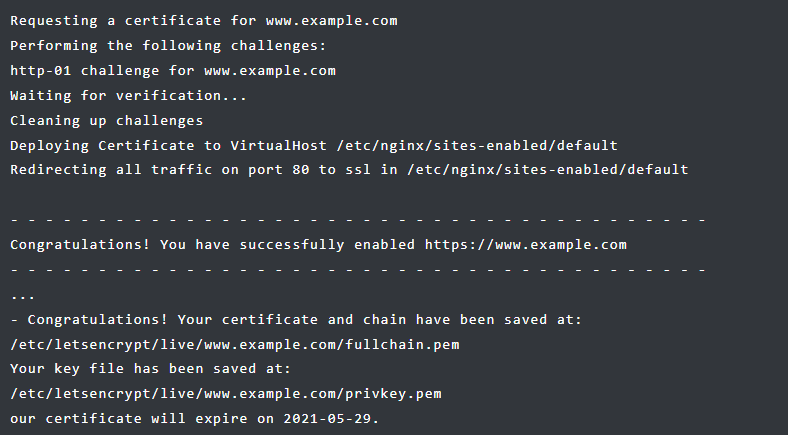 Requesting a certificate for www.example.com
Performing the following challenges:
http-01 challenge for www.example.com
Waiting for verification...
Cleaning up challenges
Deploying Certificate to VirtualHost /etc/nginx/sites-enabled/default
Redirecting all traffic on port 80 to ssl in /etc/nginx/sites-enabled/default
- - - - - - - - - - - - - - - - - - - - - - - - - - - - - - - - - - - - - - - -
Congratulations! You have successfully enabled https://www.example.com
- - - - - - - - - - - - - - - - - - - - - - - - - - - - - - - - - - - - - - - -
...
- Congratulations! Your certificate and chain have been saved at:
/etc/letsencrypt/live/www.example.com/fullchain.pem
Your key file has been saved at:
/etc/letsencrypt/live/www.example.com/privkey.pem
our certificate will expire on 2021-05-29.